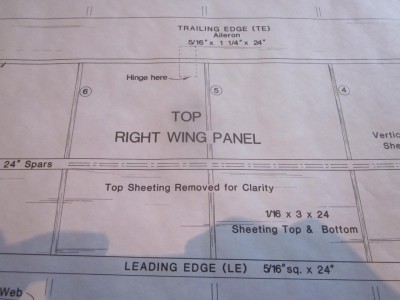 TRAILING EDGE (TE)
Aileron
5/16" x 1 1/4" x 24"
Hinge here
6
5
4
TOP
RIGHT WING PANEL
24" Spars
Top Sheeting Removed for Clarity
1/16 x 3 x 24
Sheeting Top & Bottom
LEADING EDGE (LE) 5/16"sq. x 24"
Web